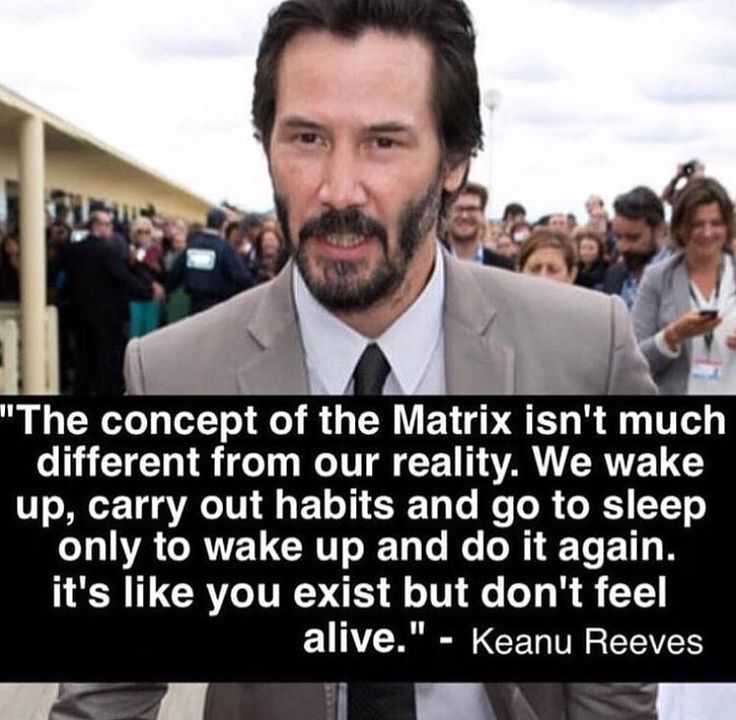 "The concept of the Matrix isn't much
different from our reality. We wake
up, carry out habits and go to sleep
only to wake up and do it again.
it's like you exist but don't feel
alive." - Keanu Reeves